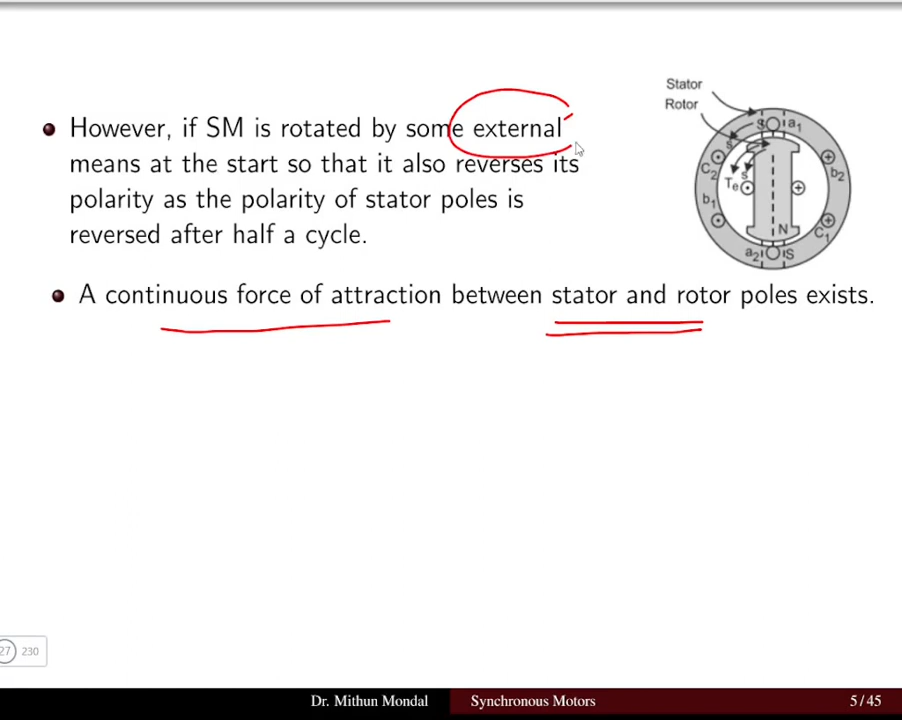 Stator
Rotor
However, if SM is rotated by some external
means at the start so that it also reverses its
polarity as the polarity of stator poles is
reversed after half a cycle.
A continuous force of attraction between stator and rotor poles exists.
S a1
C2
b2
s
s
Te
b1
N
C1
a2 S
27 230
Dr. Mithun Mondal Synchronous Motors 5 / 45